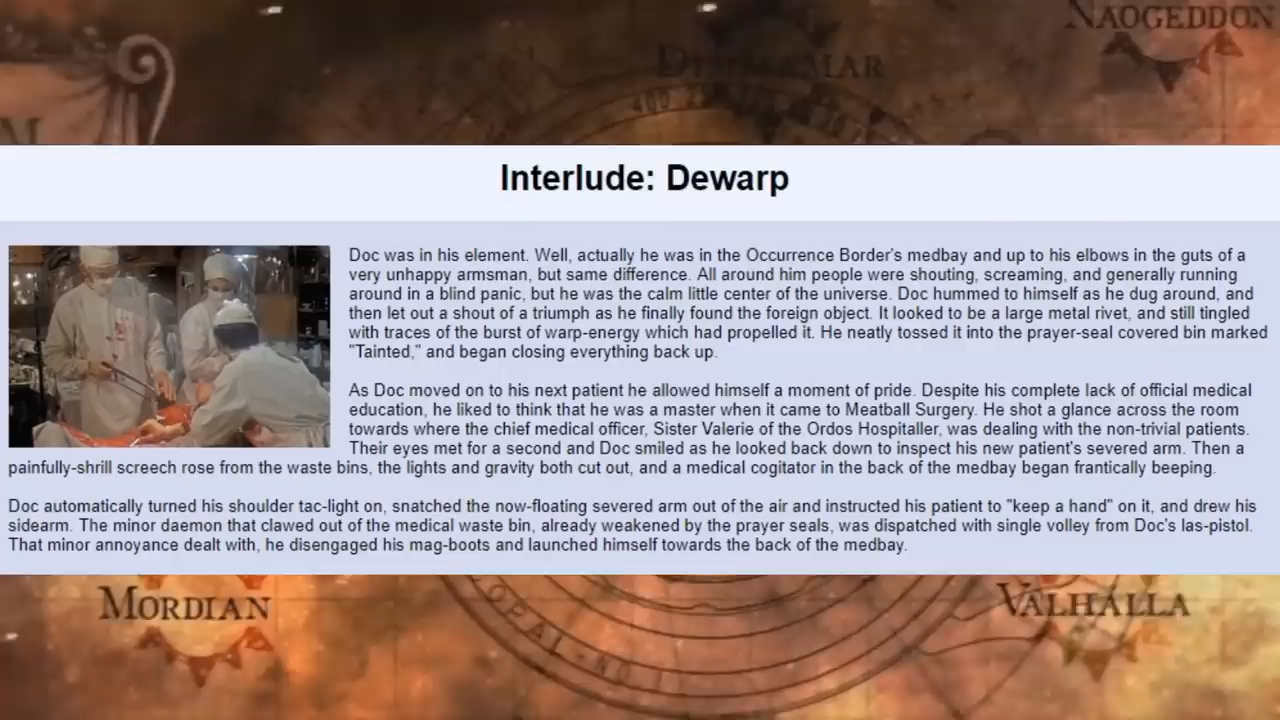 NAOGEDDON
M
Interlude: Dewarp
Doc was in his element. Well, actually he was in the Occurrence Border's medbay and up to his elbows in the guts of a
very unhappy armsman, but same difference. All around him people were shouting, screaming, and generally running
around in a blind panic, but he was the calm little center of the universe. Doc hummed to himself as he dug around, and
then let out a shout of a triumph as he finally found the foreign object. It looked to be a large metal rivet, and still tingled
with traces of the burst of warp-energy which had propelled it. He neatly tossed it into the prayer-seal covered bin marked
"Tainted," and began closing everything back up.
As Doc moved on to his next patient he allowed himself a moment of pride. Despite his complete lack of official medical
education, he liked to think that he was a master when it came to Meatball Surgery. He shot a glance across the room
towards where the chief medical officer, Sister Valerie of the Ordos Hospitaller, was dealing with the non-trivial patients.
Their eyes met for a second and Doc smiled as he looked back down to inspect his new patient's severed arm. Then a
painfully-shrill screech rose from the waste bins, the lights and gravity both cut out, and a medical cogitator in the back of the medbay began frantically beeping.
Doc automatically turned his shoulder tac-light on, snatched the now-floating severed arm out of the air and instructed his patient to "keep a hand" on it, and drew his
sidearm. The minor daemon that clawed out of the medical waste bin, already weakened by the prayer seals, was dispatched with single volley from Doc's las-pistol.
That minor annoyance dealt with, he disengaged his mag-boots and launched himself towards the back of the medbay.
MORDIAN
VALHALLA